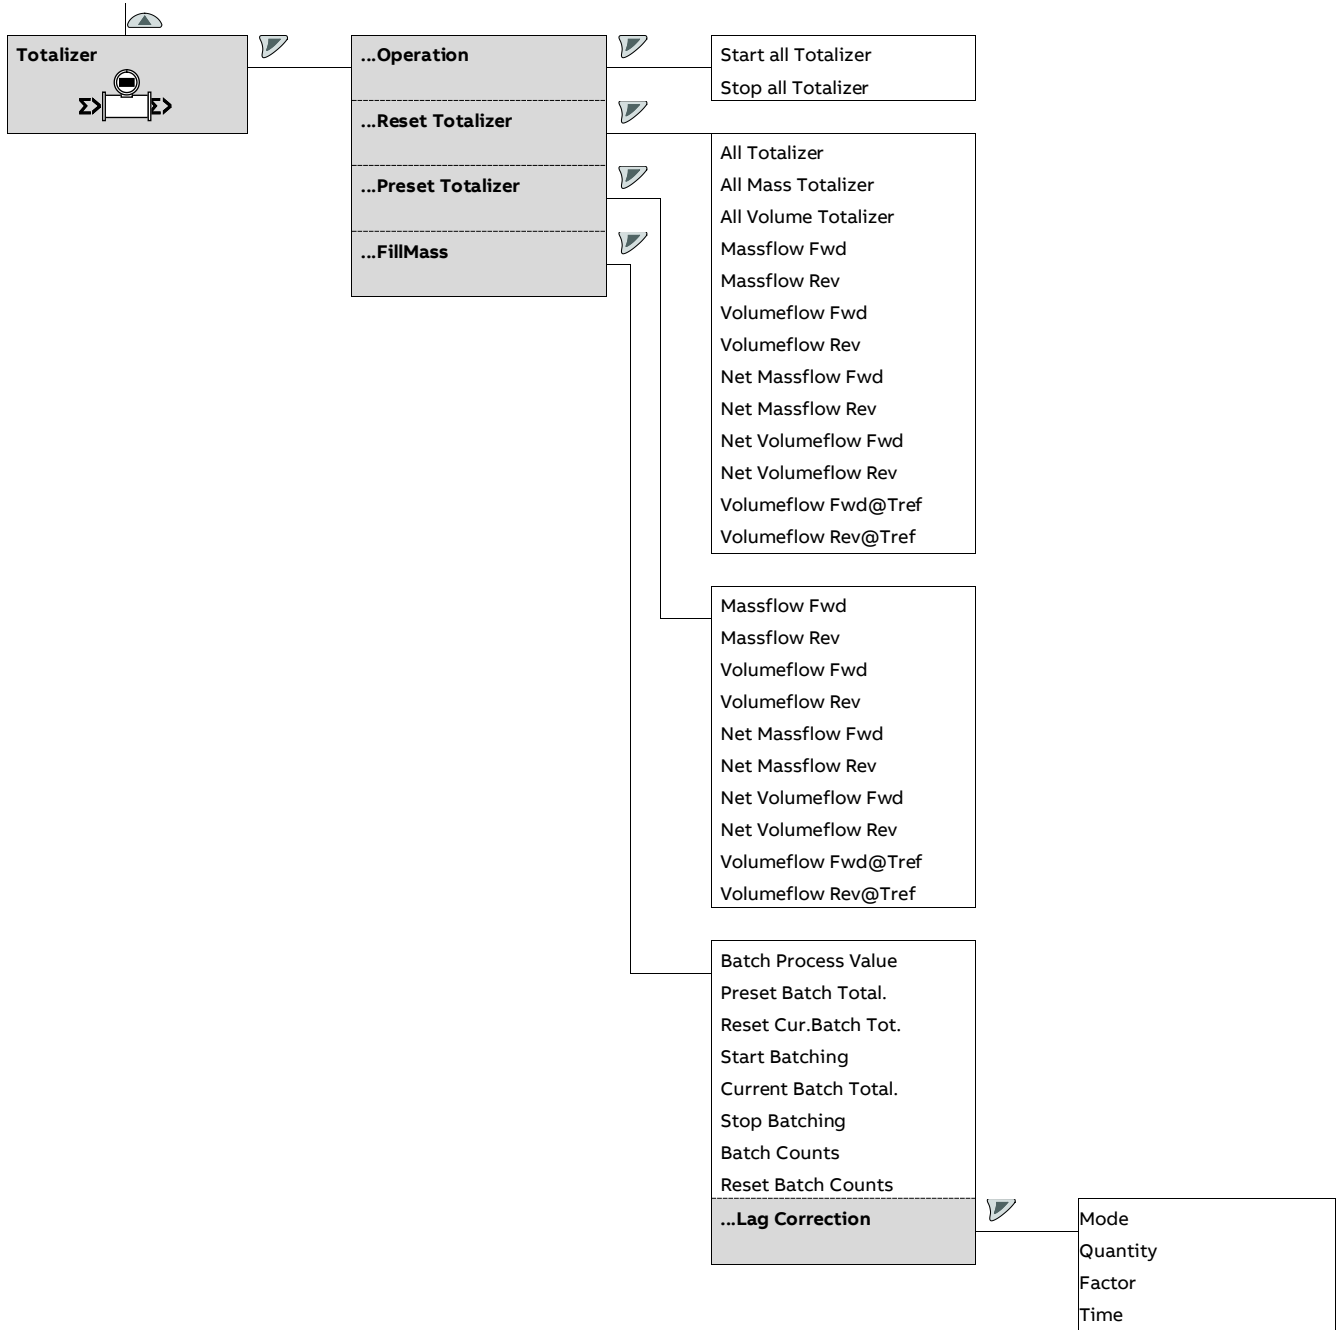 Totalizer
Σ> Σ>
...Operation
...Reset Totalizer
...Preset Totalizer
...FillMass
Start all Totalizer
Stop all Totalizer
All Totalizer
All Mass Totalizer
All Volume Totalizer
Massflow Fwd
Massflow Rev
Volumeflow Fwd
Volumeflow Rev
Net Massflow Fwd
Net Massflow Rev
Net Volumeflow Fwd
Net Volumeflow Rev
Volumeflow Fwd@Tref
Volumeflow Rev@Tref
Massflow Fwd
Massflow Rev
Volumeflow Fwd
Volumeflow Rev
Net Massflow Fwd
Net Massflow Rev
Net Volumeflow Fwd
Net Volumeflow Rev
Volumeflow Fwd@Tref
Volumeflow Rev@Tref
Batch Process Value
Preset Batch Total.
Reset Cur.Batch Tot.
Start Batching
Current Batch Total.
Stop Batching
Batch Counts
Reset Batch Counts
...Lag Correction
Mode
Quantity
Factor
Time